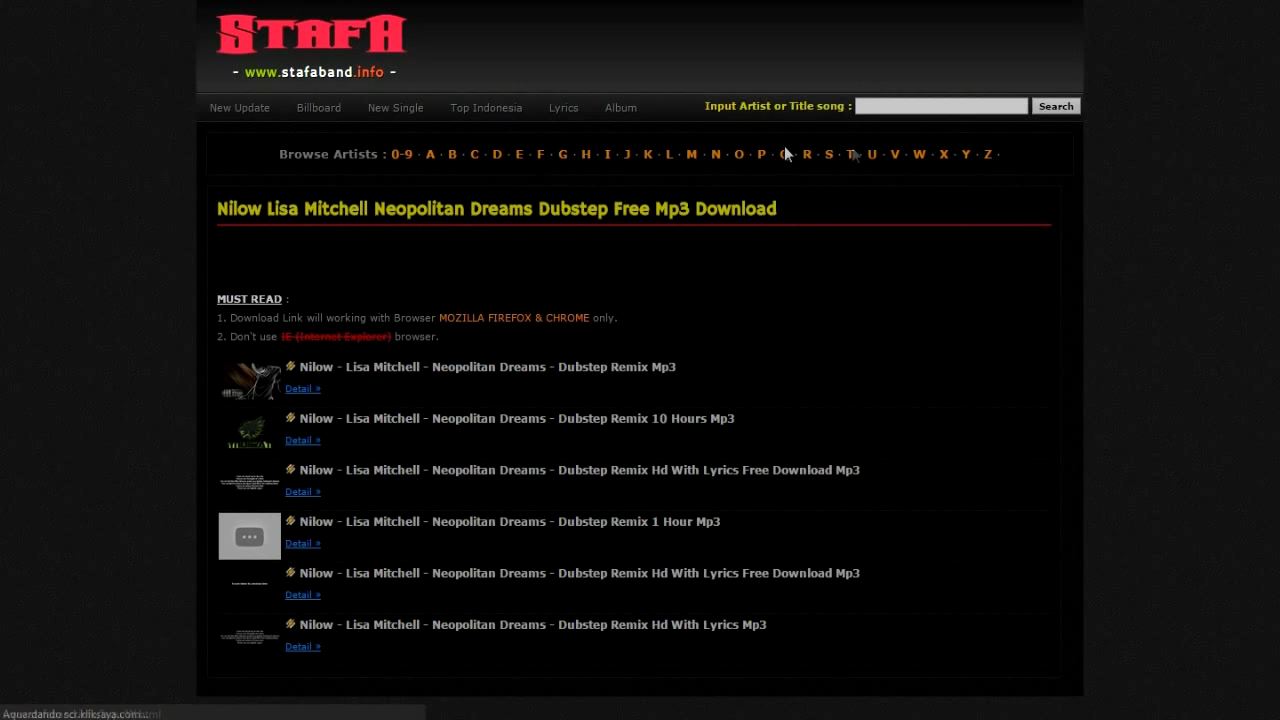 STAFA
- www.stafaband.info -
New Update Billboard New Single Top Indonesia Lyrics Album Input Artist or Title song : Search
Browse Artists : 0-9 · A · B · C · D · E · F · G · H · I · J · K · L · M · N · O · P · Q · R · S · T · U · V · W · X · Y · Z ·
Nilow Lisa Mitchell Neopolitan Dreams Dubstep Free Mp3 Download
MUST READ :
1. Download Link will working with Browser MOZILLA FIREFOX & CHROME only.
2. Don't use IE (Internet Explorer) browser.
Nilow - Lisa Mitchell - Neopolitan Dreams - Dubstep Remix Mp3
Detail »
Nilow - Lisa Mitchell - Neopolitan Dreams - Dubstep Remix 10 Hours Mp3
Detail »
Nilow - Lisa Mitchell - Neopolitan Dreams - Dubstep Remix Hd With Lyrics Free Download Mp3
Detail »
Nilow - Lisa Mitchell - Neopolitan Dreams - Dubstep Remix 1 Hour Mp3
Detail »
Nilow - Lisa Mitchell - Neopolitan Dreams - Dubstep Remix Hd With Lyrics Free Download Mp3
Detail »
Nilow - Lisa Mitchell - Neopolitan Dreams - Dubstep Remix Hd With Lyrics Mp3
Detail »
Aguardando sci.kliksaya.com...